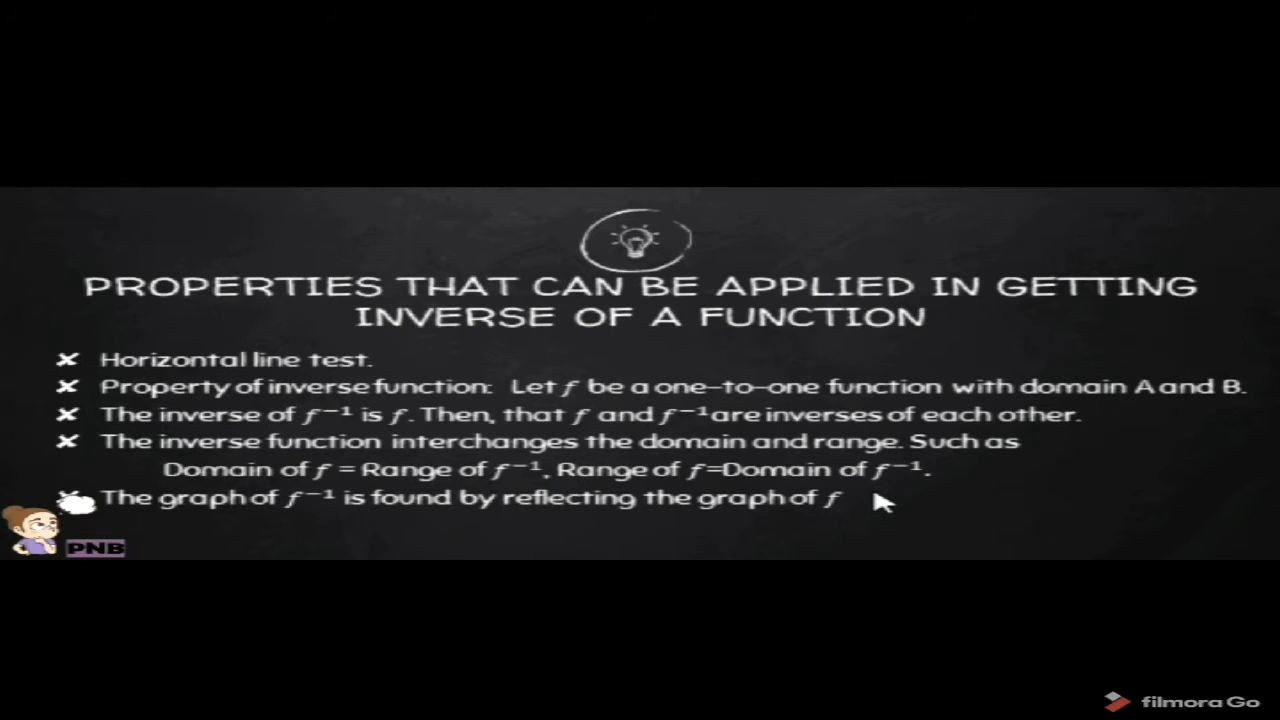 PROPERTIES THAT CAN BE APPLIED IN GETTING
INVERSE OF A FUNCTION
✘ Horizontal line test.
✘ Property of inverse function: Let f be a one-to-one function with domain A and B.
✘ The inverse of f⁻¹ is f. Then, that f and f⁻¹ are inverses of each other.
✘ The inverse function interchanges the domain and range. Such as
Domain of f = Range of f⁻¹, Range of f=Domain of f⁻¹.
✘ The graph of f⁻¹ is found by reflecting the graph of f
PNB
filmora Go